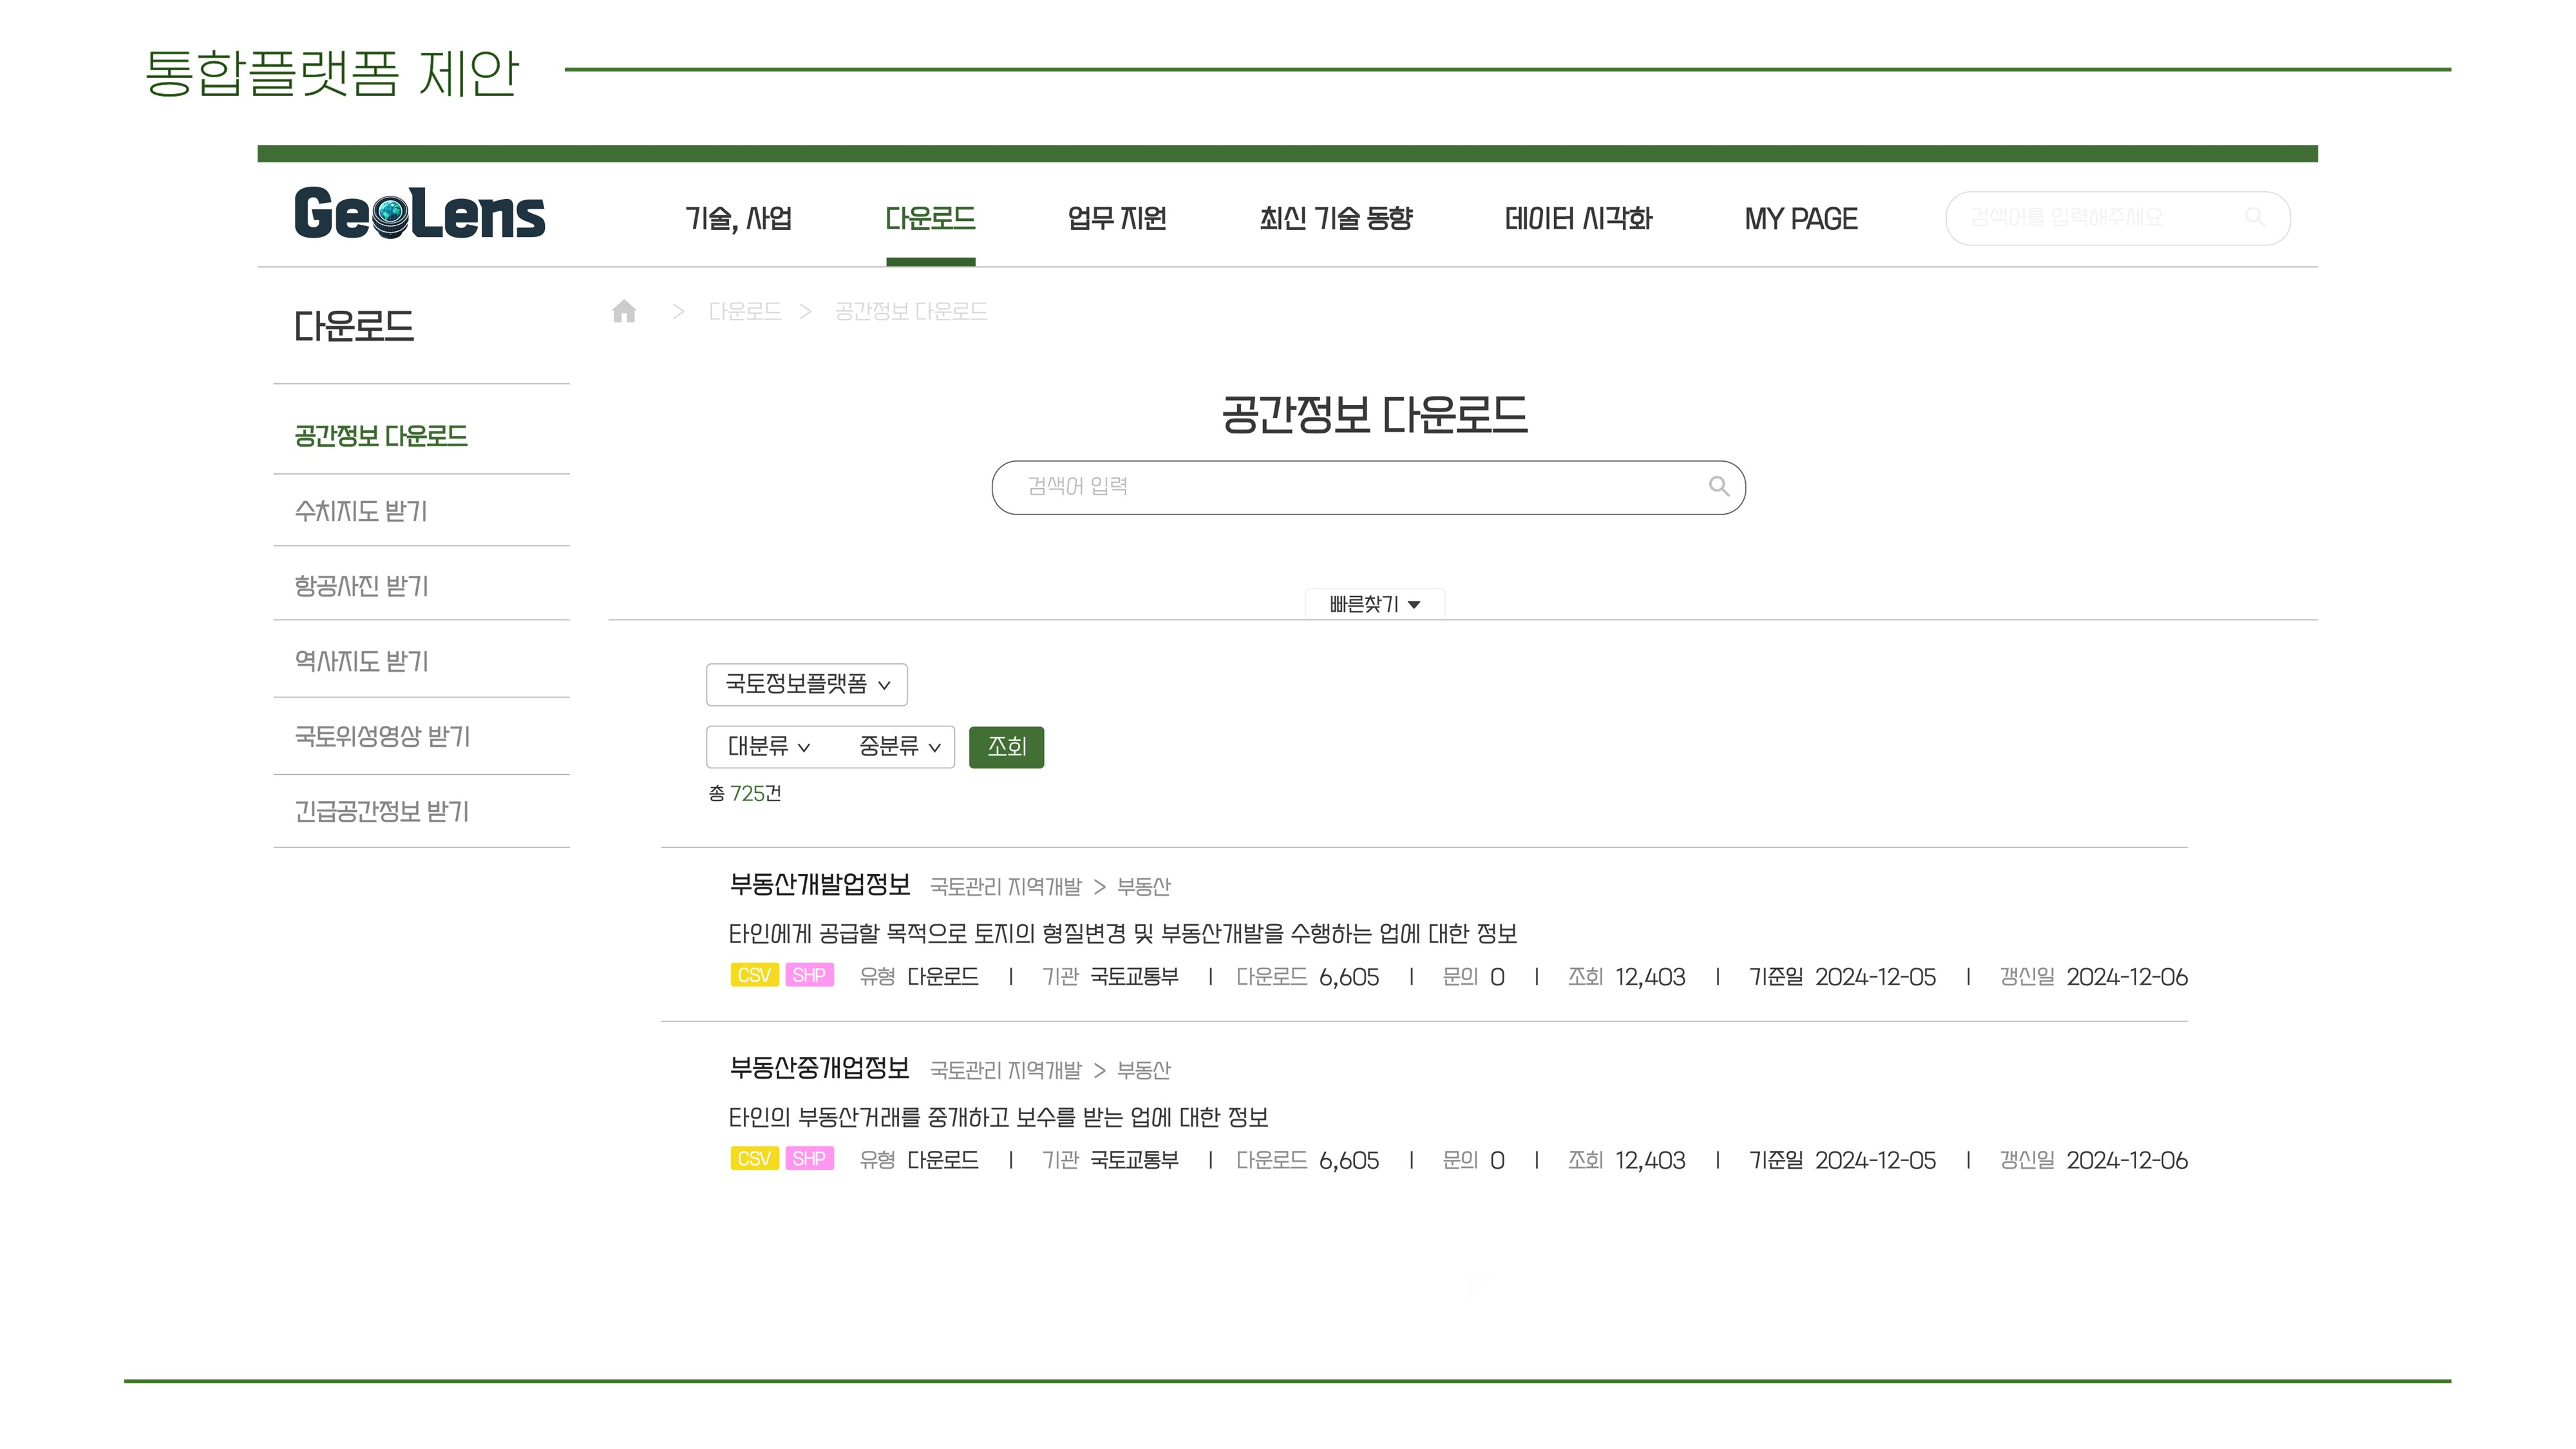 통합플랫폼 제안
GeoLens 기술, 사업 다운로드 업무 지원 최신 기술 동향 데이터 시각화 MY PAGE 검색어를 입력해주세요
다운로드
> 다운로드 > 공간정보 다운로드
공간정보 다운로드
수치지도 받기
항공사진 받기
역사지도 받기
국토위성영상 받기
긴급공간정보 받기
공간정보 다운로드
검색어 입력
빠른찾기
국토정보플랫폼
대분류 중분류 조회
총 725건
부동산개발업정보 국토관리 지역개발 > 부동산
타인에게 공급할 목적으로 토지의 형질변경 및 부동산개발을 수행하는 업에 대한 정보
CSV SHP 유형 다운로드 | 기관 국토교통부 | 다운로드 6,605 | 문의 0 | 조회 12,403 | 기준일 2024-12-05 | 갱신일 2024-12-06
부동산중개업정보 국토관리 지역개발 > 부동산
타인의 부동산거래를 중개하고 보수를 받는 업에 대한 정보
CSV SHP 유형 다운로드 | 기관 국토교통부 | 다운로드 6,605 | 문의 0 | 조회 12,403 | 기준일 2024-12-05 | 갱신일 2024-12-06